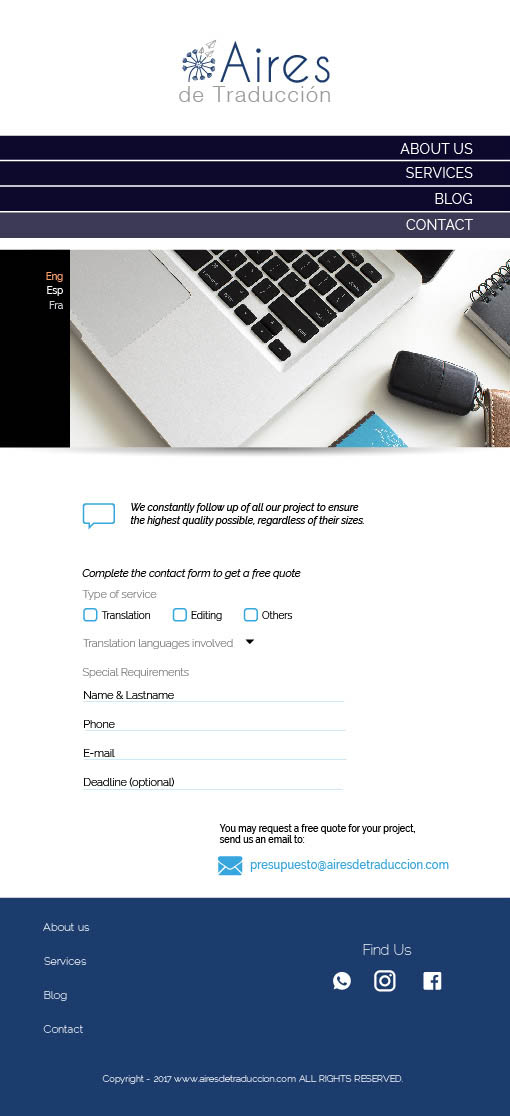 Aires
de Traducción
ABOUT US
SERVICES
BLOG
CONTACT
Eng
Esp
Fra
We constantly follow up of all our project to ensure
the highest quality possible, regardless of their sizes.
Complete the contact form to get a free quote
Type of service
Translation Editing Others
Translation languages involved
Special Requirements
Name & Lastname
Phone
E-mail
Deadline (optional)
You may request a free quote for your project,
send us an email to:
presupuesto@airesdetraduccion.com
About us
Services
Blog
Contact
Find Us
Copyright - 2017 www.airesdetraduccion.com ALL RIGHTS RESERVED.